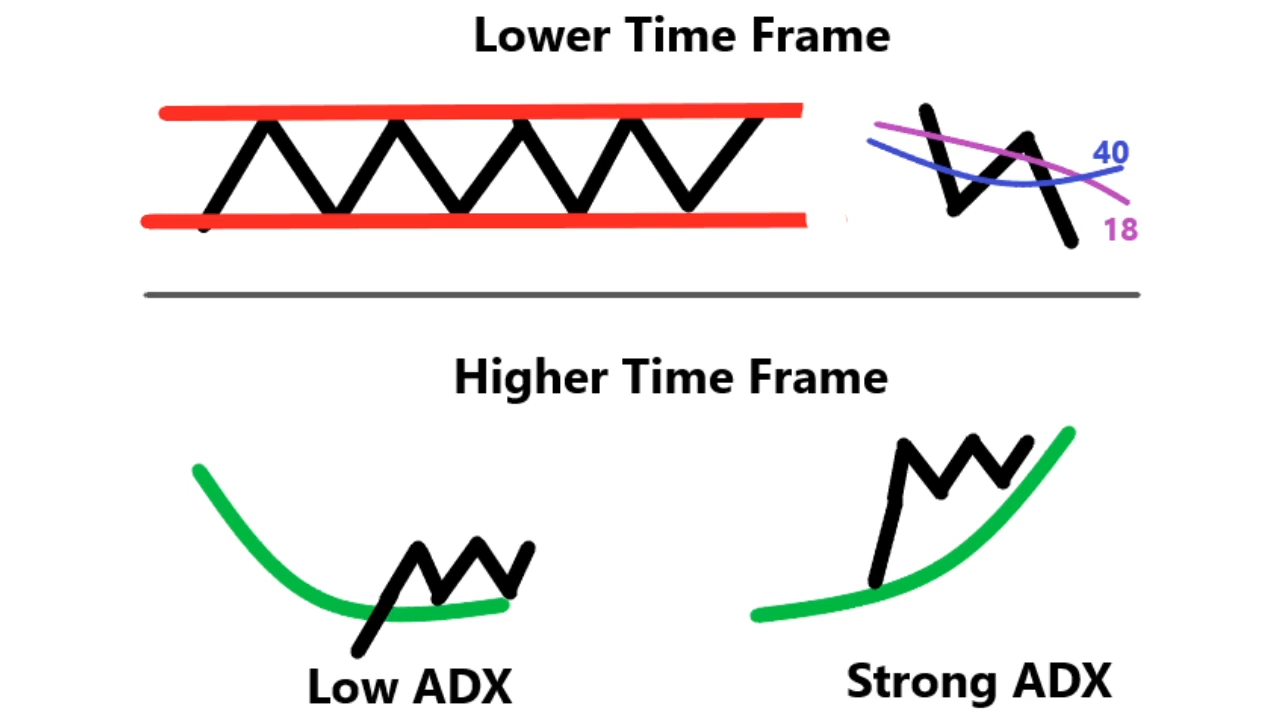 Lower Time Frame
40
18
Higher Time Frame
Low ADX
Strong ADX